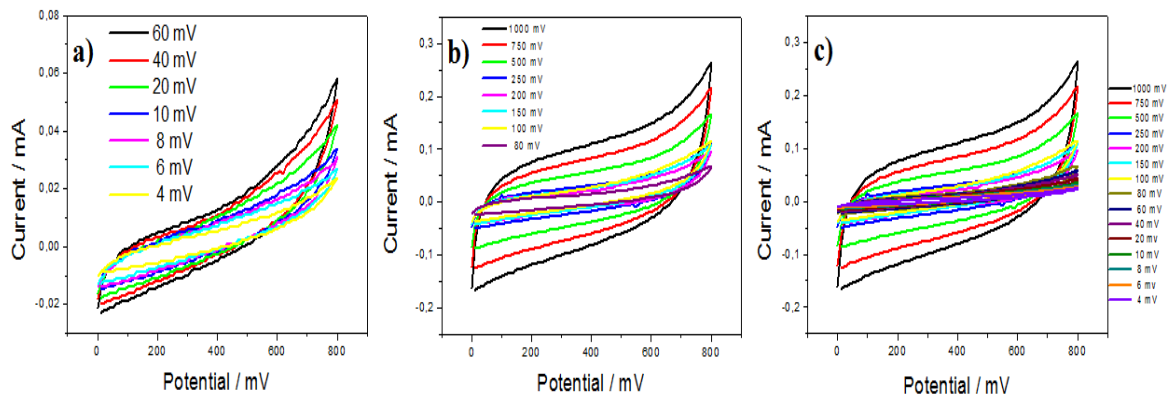 a)
60 mV
40 mV
20 mV
10 mV
8 mV
6 mV
4 mV
0,08
0,06
0,04
0,02
0,00
-0,02
Current / mA
0
200
400
600
800
Potential / mV
b)
1000 mV
750 mV
500 mV
250 mV
200 mV
150 mV
100 mV
80 mV
0,3
0,2
0,1
0,0
-0,1
-0,2
Current / mA
0
200
400
600
800
Potential / mV
c)
0,3
0,2
0,1
0,0
-0,1
-0,2
Current / mA
0
200
400
600
800
Potential / mV
1000 mV
750 mV
500 mV
250 mV
200 mV
150 mV
100 mV
80 mV
60 mV
40 mV
20 mV
10 mV
8 mV
6 mv
4 mV